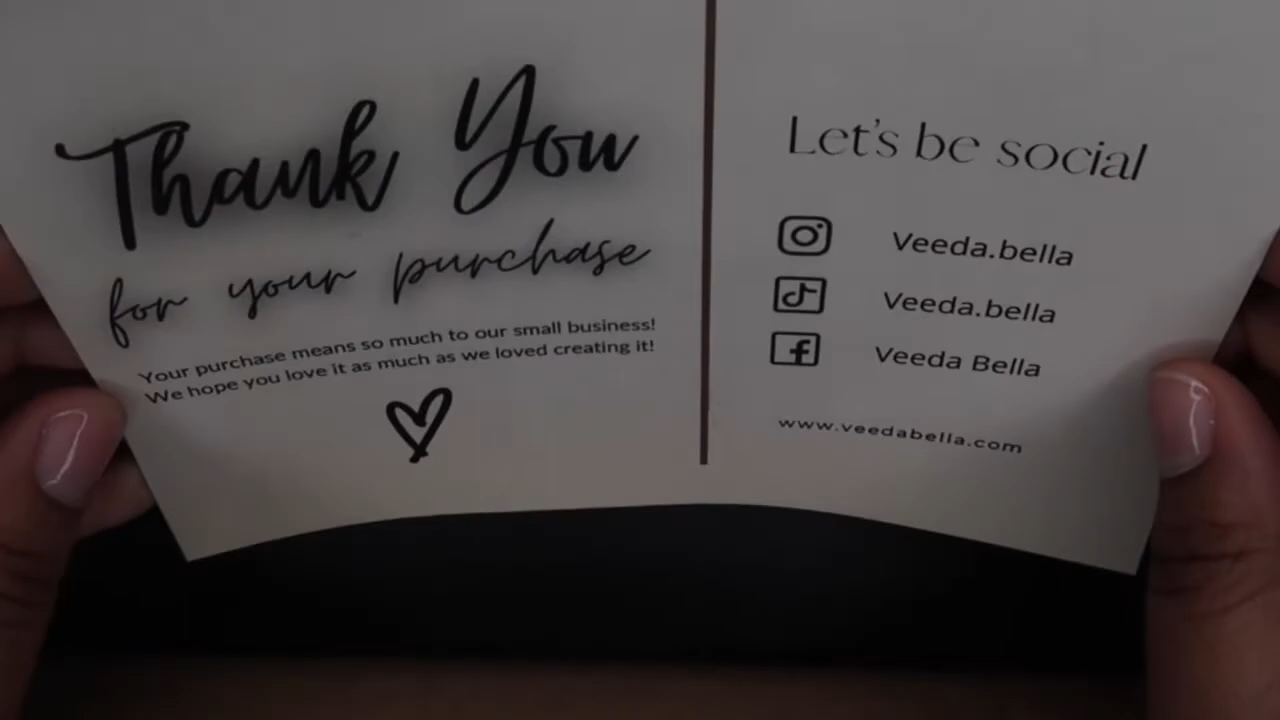 Thank You
for your purchase
Your purchase means so much to our small business!
We hope you love it as much as we loved creating it!
Let's be social
Veeda.bella
Veeda.bella
Veeda Bella
www.veedabella.com